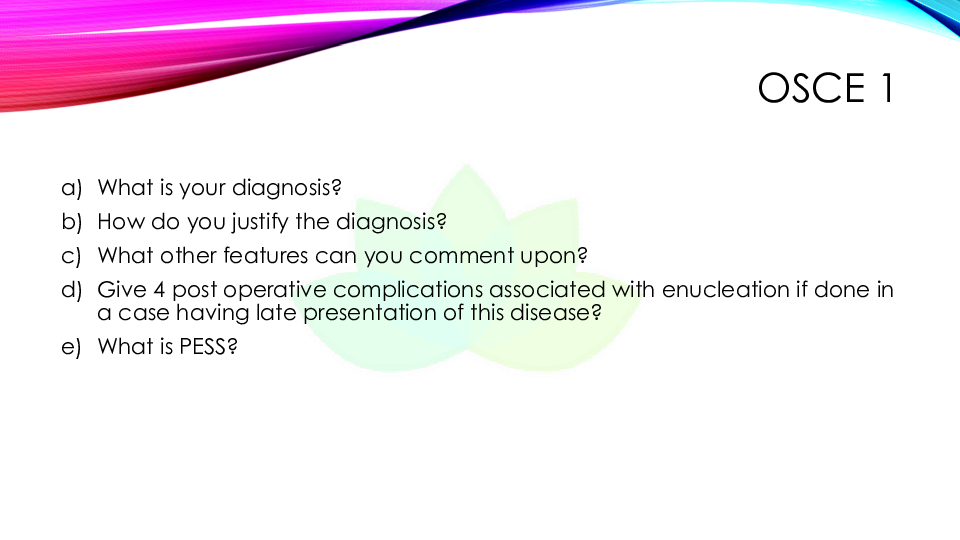 OSCE 1
a) What is your diagnosis?
b) How do you justify the diagnosis?
c) What other features can you comment upon?
d) Give 4 post operative complications associated with enucleation if done in
a case having late presentation of this disease?
e) What is PESS?